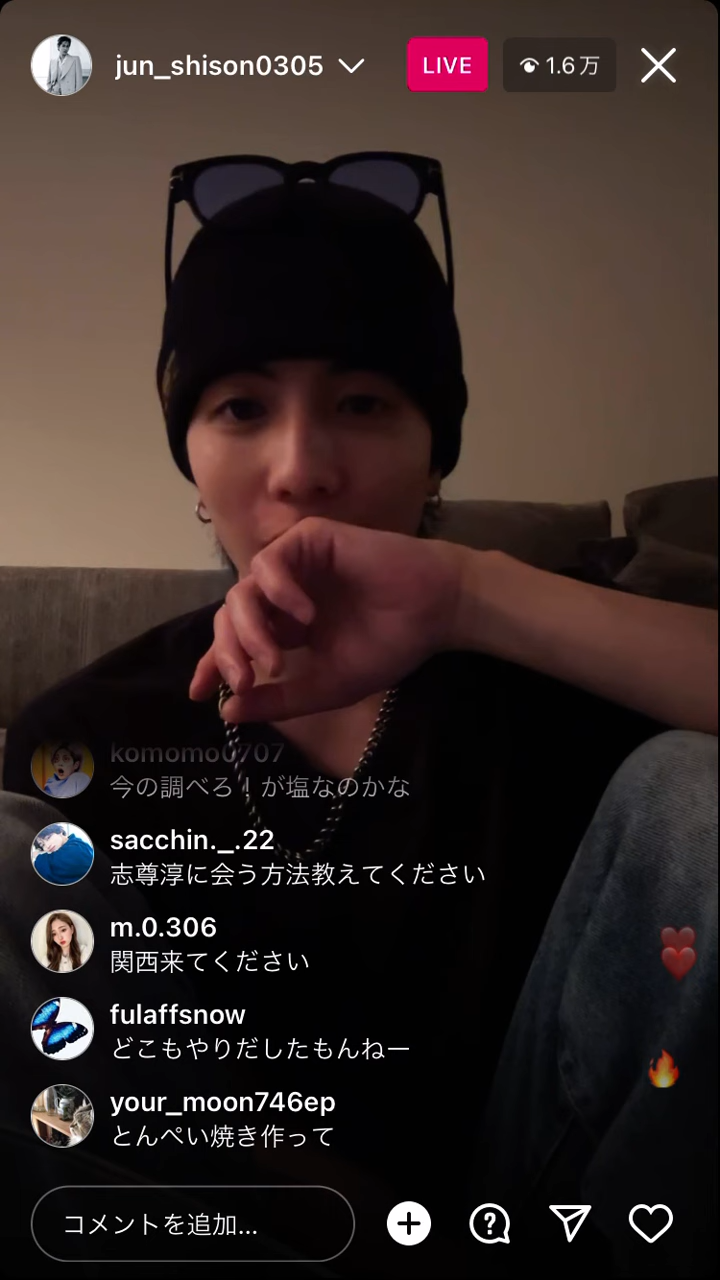 jun_shison0305
LIVE
1.6万
komomo0707
今の調べろ！が塩なのかな
sacchin._.22
志尊淳に会う方法教えてください
m.0.306
関西来てください
fulaffsnow
どこもやりだしたもんねー
your_moon746ep
とんぺい焼き作って
コメントを追加...